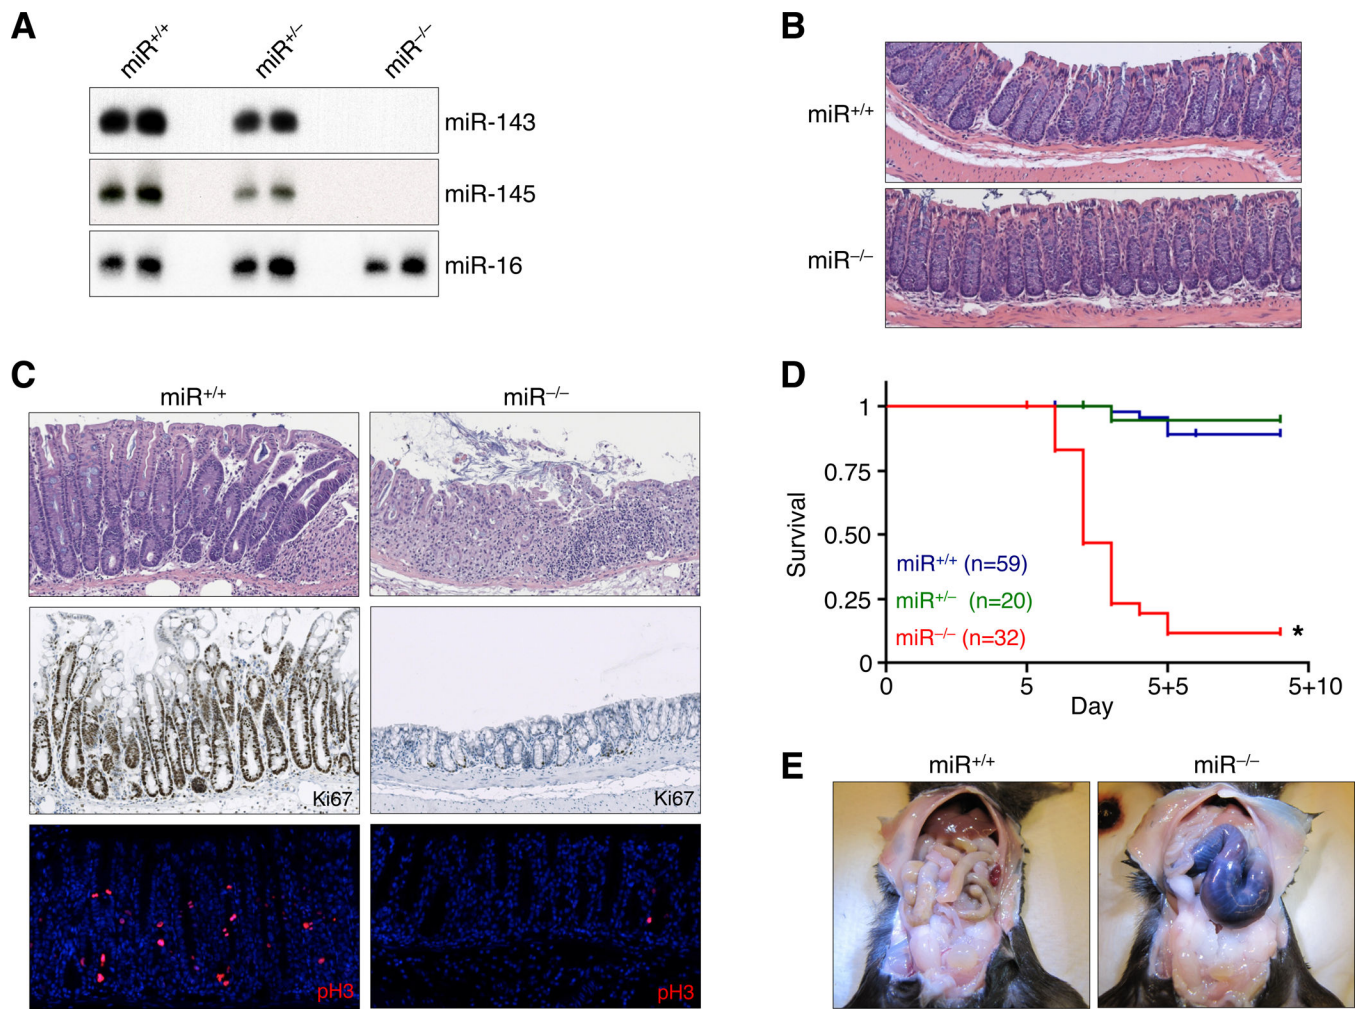 A
miR+/+ miR+/− miR−/−
miR-143
miR-145
miR-16
B
miR+/+
miR−/−
C
miR+/+ miR−/−
Ki67 Ki67
pH3 pH3
D
1
0.75
0.50
0.25
0
Survival
miR+/+ (n=59)
miR+/− (n=20)
miR−/− (n=32)
*
0 5 5+5 5+10
Day
E
miR+/+ miR−/−